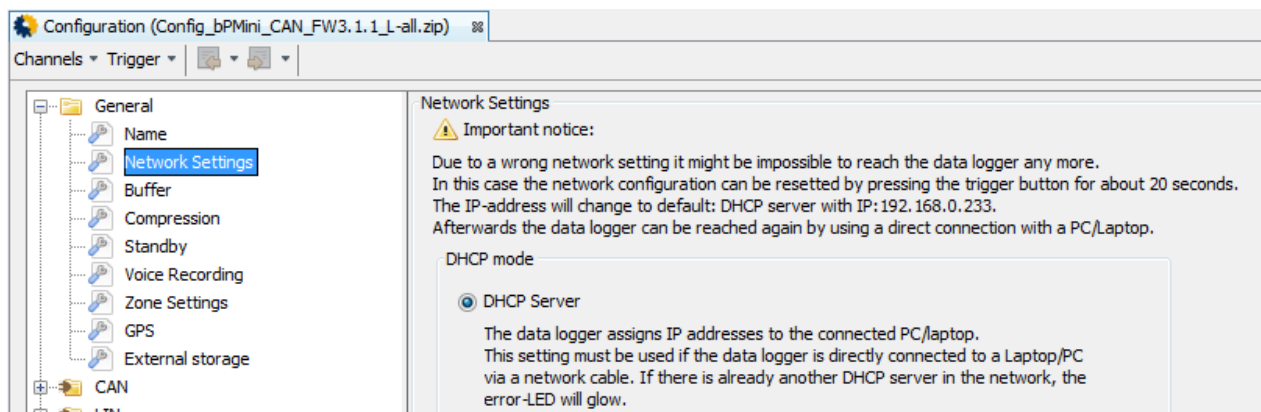 Configuration (Config_bPMini_CAN_FW3.1.1_L-all.zip)
Channels Trigger
General
Name
Network Settings
Buffer
Compression
Standby
Voice Recording
Zone Settings
GPS
External storage
CAN
LIN
Network Settings
Important notice:
Due to a wrong network setting it might be impossible to reach the data logger any more.
In this case the network configuration can be resetted by pressing the trigger button for about 20 seconds.
The IP-address will change to default: DHCP server with IP:192.168.0.233.
Afterwards the data logger can be reached again by using a direct connection with a PC/Laptop.
DHCP mode
DHCP Server
The data logger assigns IP addresses to the connected PC/laptop.
This setting must be used if the data logger is directly connected to a Laptop/PC
via a network cable. If there is already another DHCP server in the network, the
error-LED will glow.